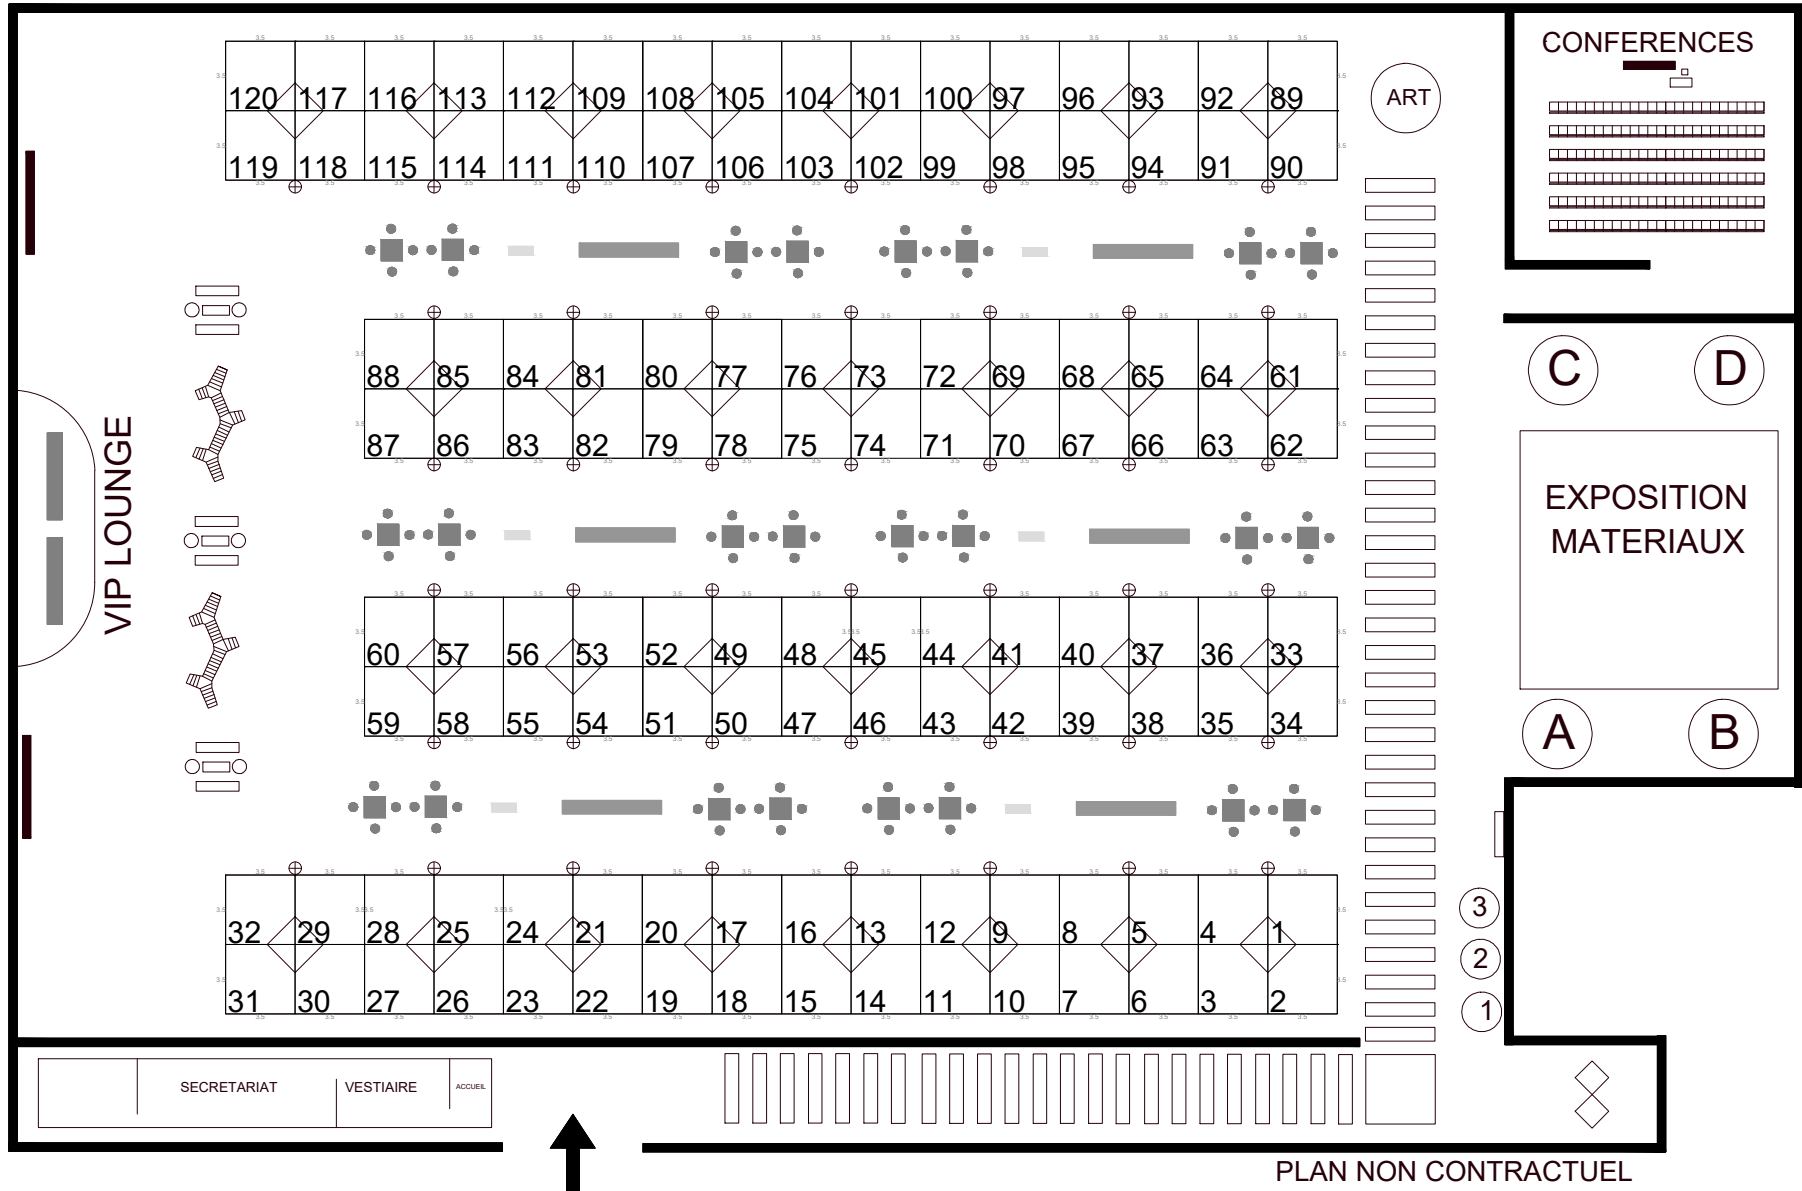 CONFERENCES
120 117 116 113 112 109 108 105 104 101 100 97 96 93 92 89
ART
119 118 115 114 111 110 107 106 103 102 99 98 95 94 91 90
88 85 84 81 80 77 76 73 72 69 68 65 64 61
C D
87 86 83 82 79 78 75 74 71 70 67 66 63 62
VIP LOUNGE
EXPOSITION
MATERIAUX
60 57 56 53 52 49 48 45 44 41 40 37 36 33
59 58 55 54 51 50 47 46 43 42 39 38 35 34
A B
3
32 29 28 25 24 21 20 17 16 13 12 9 8 5 4 1
2
31 30 27 26 23 22 19 18 15 14 11 10 7 6 3 2
1
SECRETARIAT VESTIAIRE ACCUEIL
PLAN NON CONTRACTUEL